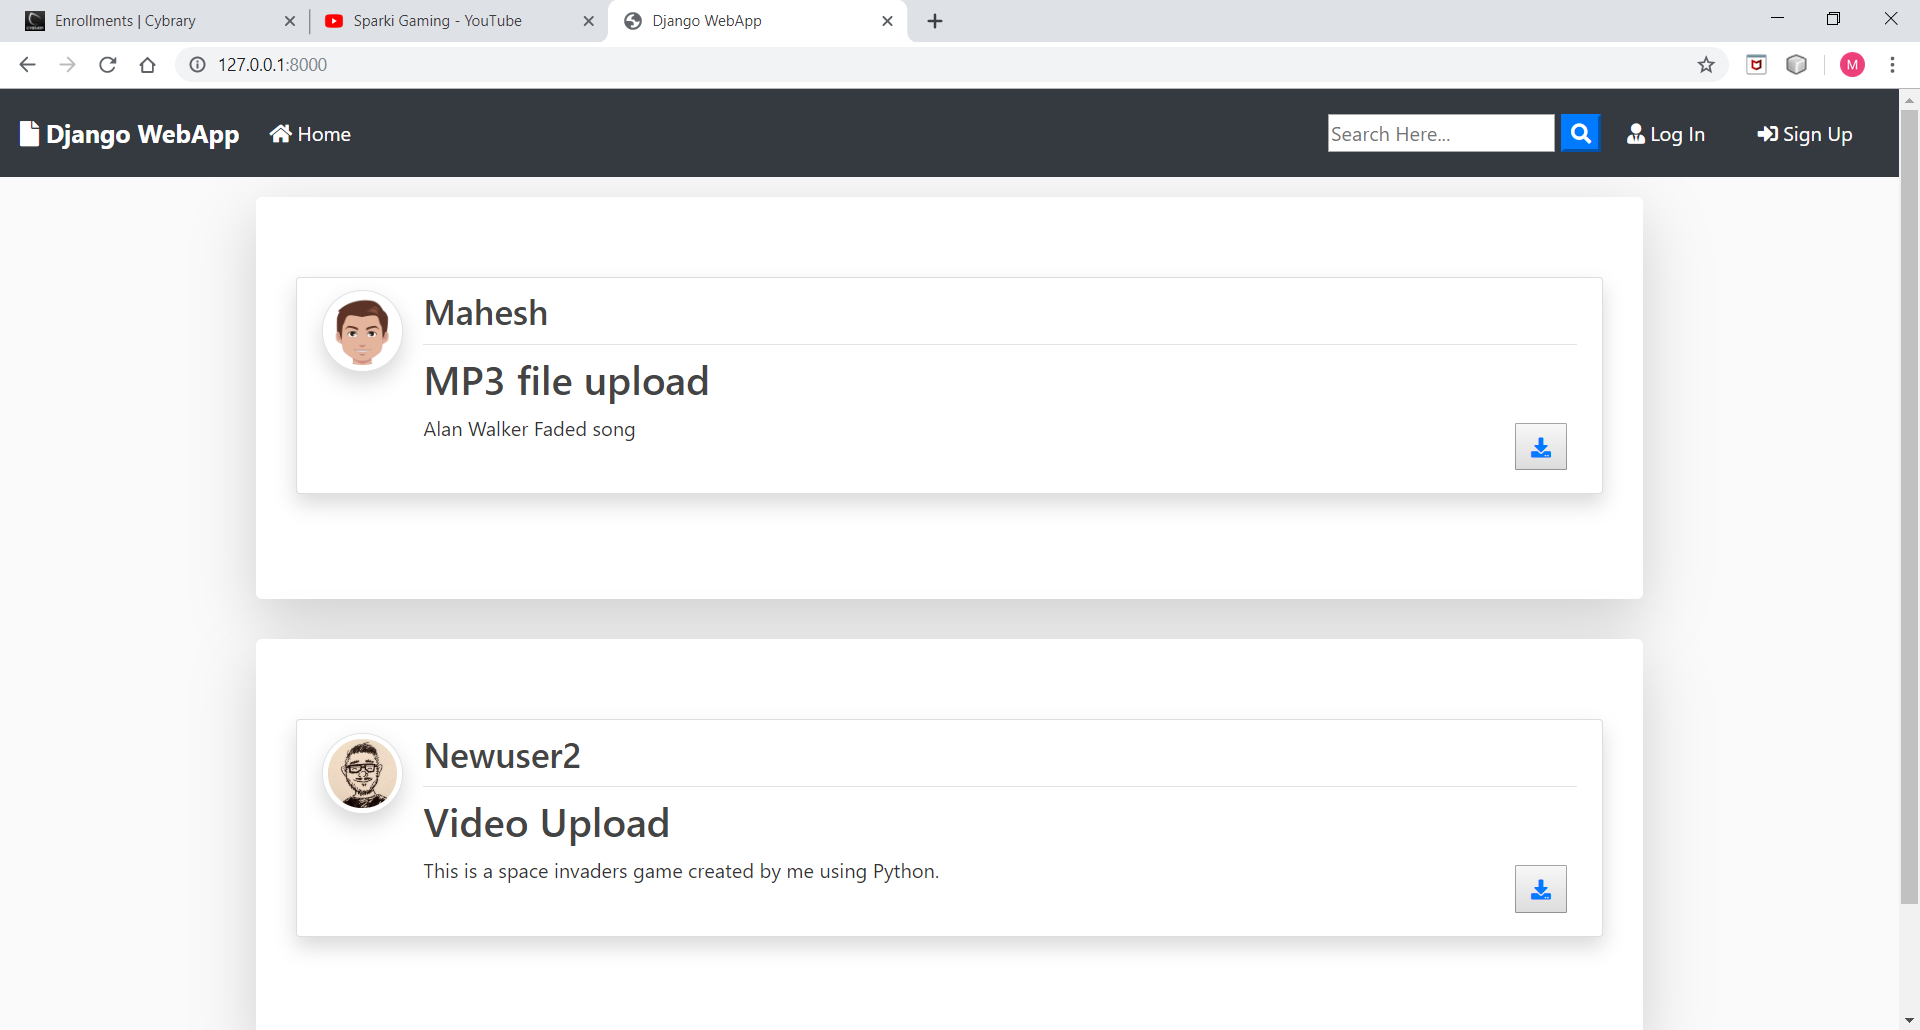 Enrollments | Cybrary
Sparki Gaming - YouTube
Django WebApp
127.0.0.1:8000
M
Django WebApp
Home
Search Here...
Log In
Sign Up
Mahesh
MP3 file upload
Alan Walker Faded song
Newuser2
Video Upload
This is a space invaders game created by me using Python.